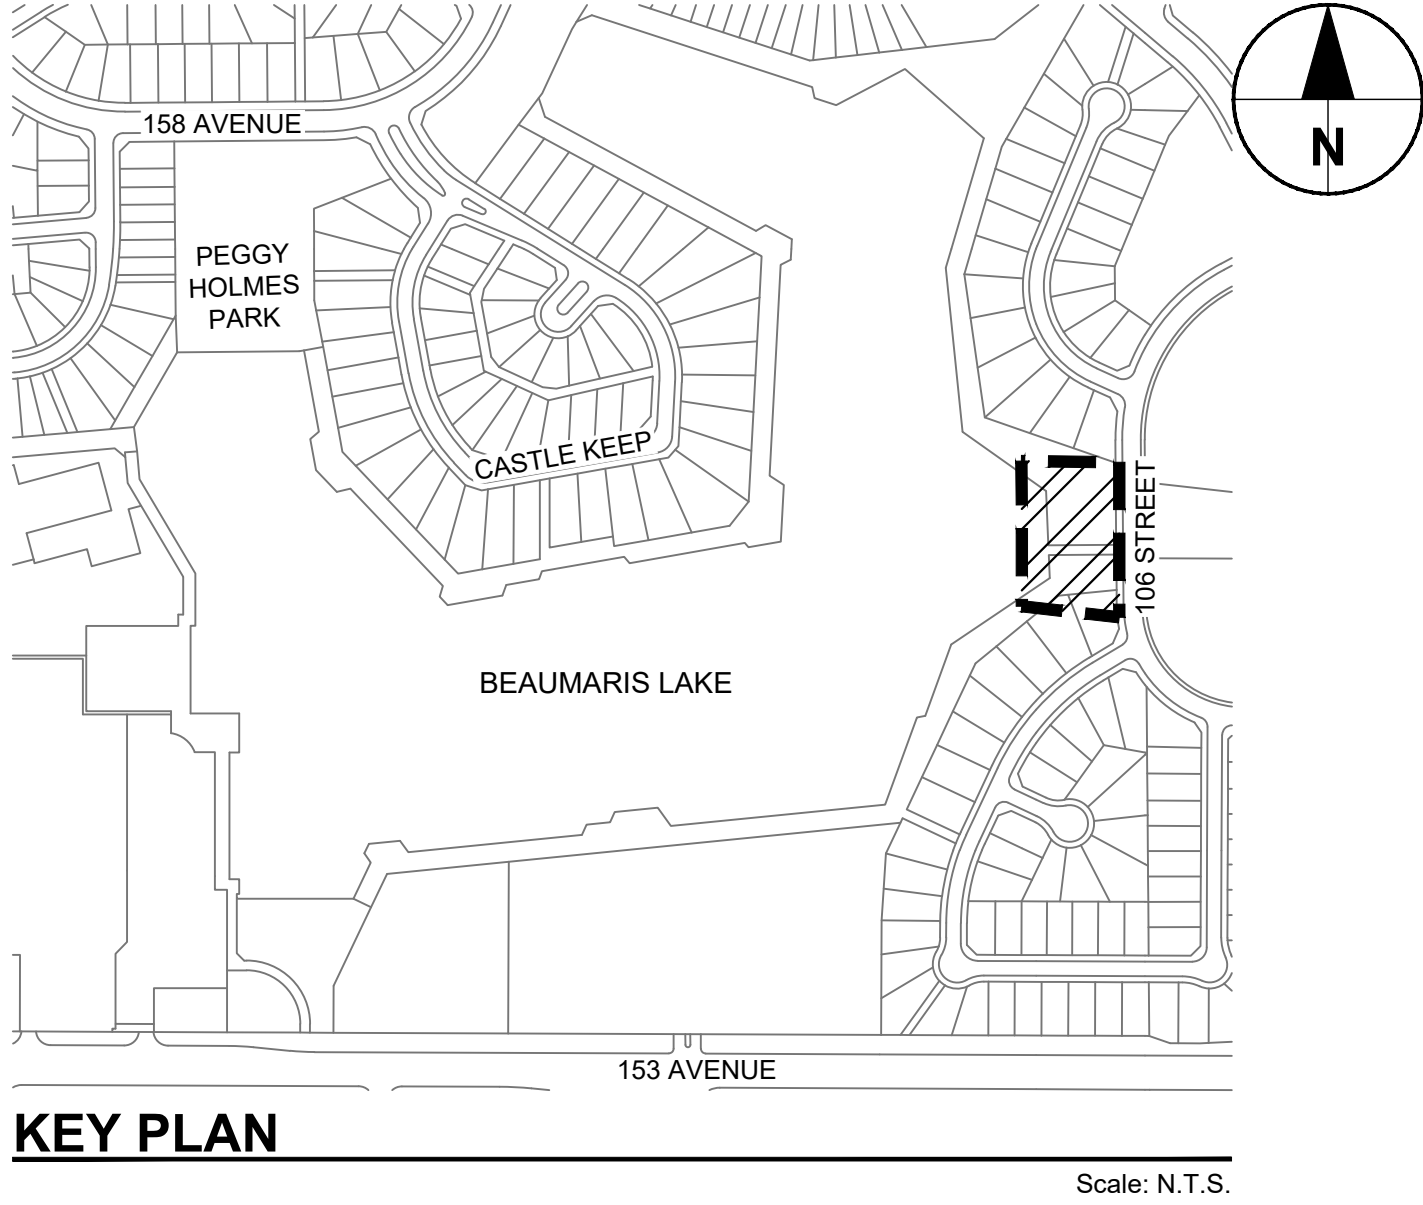 158 AVENUE
N
PEGGY
HOLMES
PARK
CASTLE KEEP
106 STREET
BEAUMARIS LAKE
153 AVENUE
KEY PLAN
Scale: N.T.S.